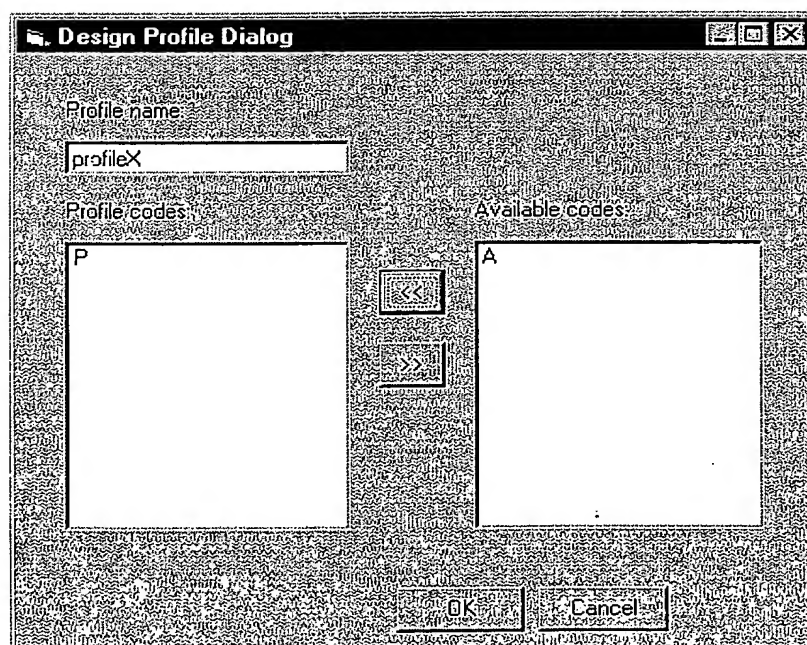 Design Profile Dialog
Profile name:
profileX
Profile codes:
Available codes:
P
A
<<
>>
OK
Cancel